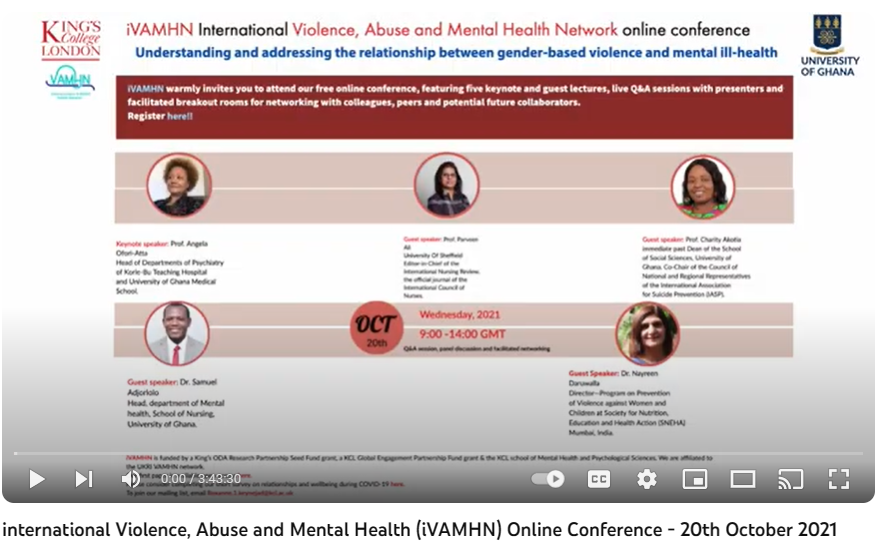 KING'S
College
LONDON
VAMHN
iVAMHN International Violence, Abuse and Mental Health Network online conference
Understanding and addressing the relationship between gender-based violence and mental ill-health
UNIVERSITY
OF GHANA
iVAMHN warmly invites you to attend our free online conference, featuring five keynote and guest lectures, live Q&A sessions with presenters and
facilitated breakout rooms for networking with colleagues, peers and potential future collaborators.
Register here!!
Keynote speaker: Prof. Angela
Ofori-Atta
Head of Departments of Psychiatry
of Korle-Bu Teaching Hospital
and University of Ghana Medical
School.
Guest speaker: Prof. Parveen
Ali
University Of Sheffield
Editor-in-Chief of the
International Nursing Review,
the official journal of the
International Council of
Nurses.
Guest speaker: Prof. Charity Akotia
immediate past Dean of the School
of Social Sciences, University of
Ghana. Co-Chair of the Council of
National and Regional Representatives
of the International Association
for Suicide Prevention (IASP).
OCT
20th
Wednesday, 2021
9:00 -14:00 GMT
Q&A session, panel discussion and facilitated networking
Guest speaker: Dr. Samuel
Adjorlolo
Head, department of Mental
health, School of Nursing,
University of Ghana.
Guest Speaker: Dr. Nayreen
Daruwalla
Director—Program on Prevention
of Violence against Women and
Children at Society for Nutrition,
Education and Health Action (SNEHA)
Mumbai, India.
iVAMHN is funded by a King's ODA Research Partnership Seed Fund grant, a KCL Global Engagement Partnership Fund grant & the KCL school of Mental Health and Psychological Sciences. We are affiliated to
the UKRI VAMHN network.
consider completing our short survey on relationships and wellbeing during COVID-19 here.
To join our mailing list, email
0:00 / 3:43:30
CC
international Violence, Abuse and Mental Health (iVAMHN) Online Conference - 20th October 2021